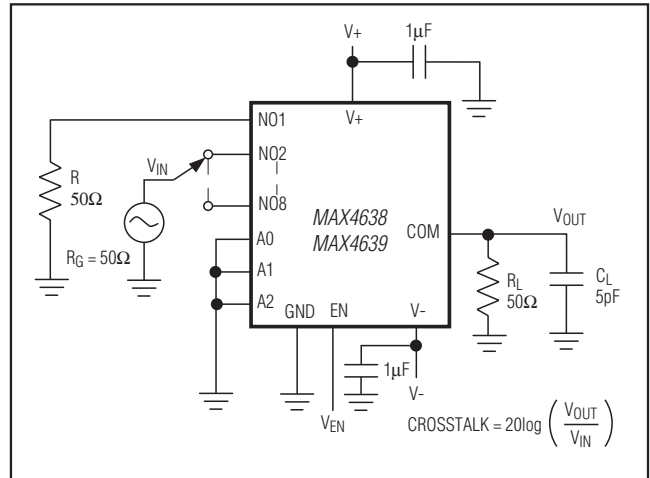 V+
1µF
V+
NO1
NO2
NO8
VIN
R
50Ω
RG = 50Ω
A0
A1
A2
MAX4638
MAX4639
COM
VOUT
RL
50Ω
CL
5pF
GND EN V-
1µF
VEN
V-
CROSSTALK = 20log (VOUT / VIN)